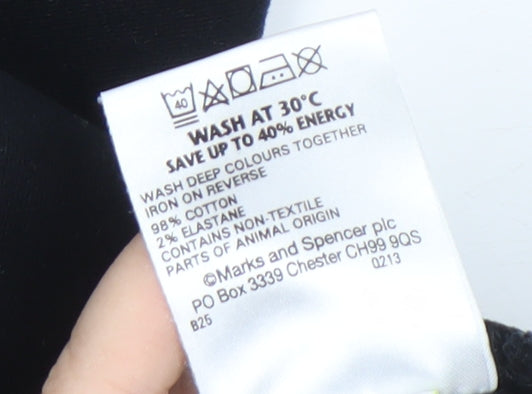 40
WASH AT 30°C
SAVE UP TO 40% ENERGY
WASH DEEP COLOURS TOGETHER
IRON ON REVERSE
98% COTTON
2% ELASTANE
CONTAINS NON-TEXTILE
PARTS OF ANIMAL ORIGIN
©Marks and Spencer plc
PO Box 3339 Chester CH99 9QS
B25 0213